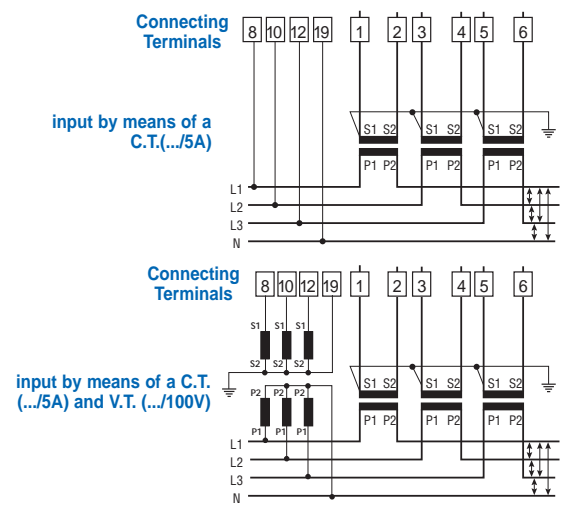 Connecting
Terminals
8 10 12 19 1 2 3 4 5 6
input by means of a
C.T.(.../5A)
S1 S2 S1 S2 S1 S2
P1 P2 P1 P2 P1 P2
L1
L2
L3
N
Connecting
Terminals
8 10 12 19 1 2 3 4 5 6
S1 S1 S1
S2 S2 S2
input by means of a C.T.
(.../5A) and V.T. (.../100V)
S1 S2 S1 S2 S1 S2
P2 P2 P2
P1 P2 P1 P2 P1 P2
P1 P1 P1
L1
L2
L3
N